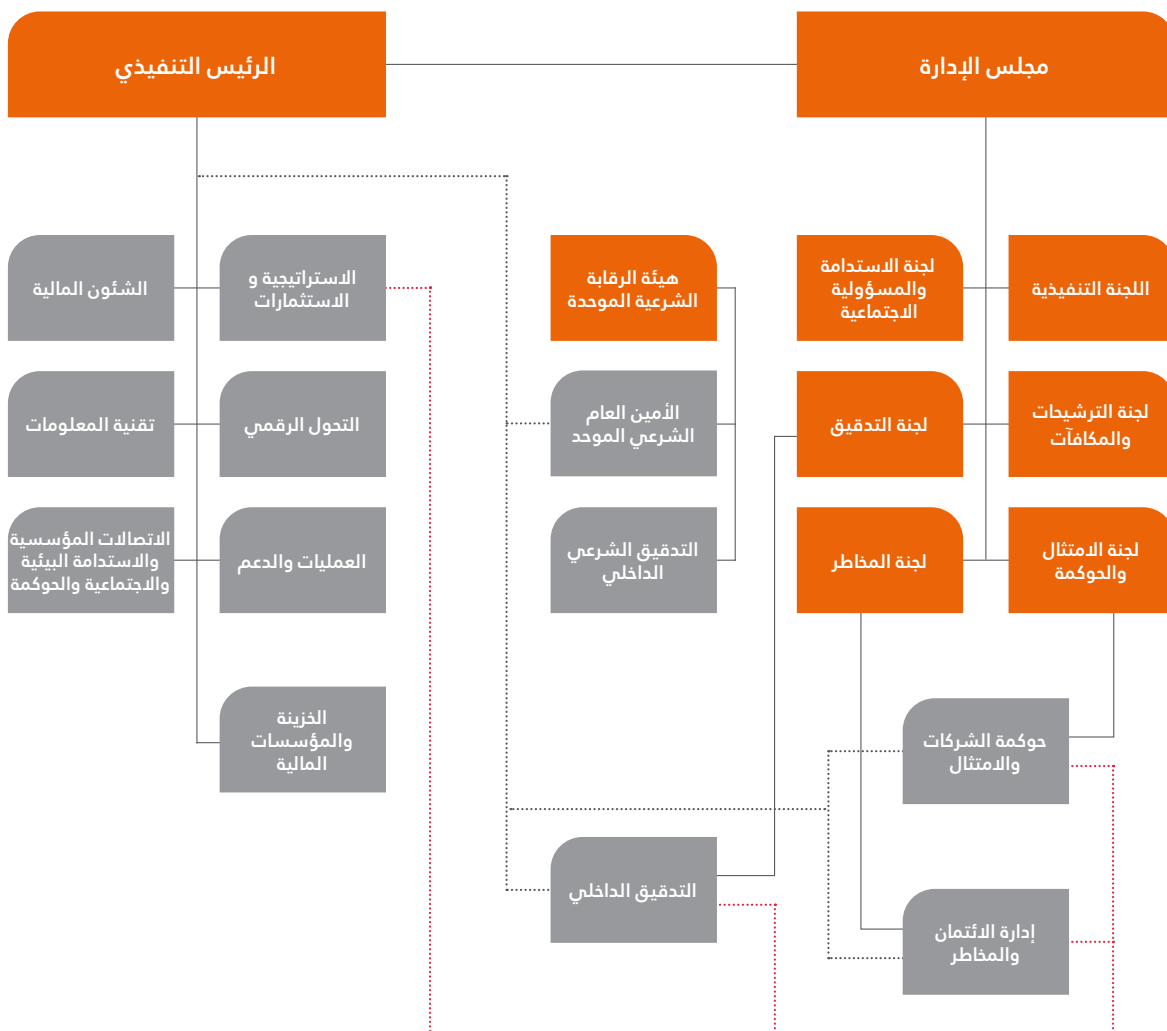 مجلس الإدارة
الرئيس التنفيذي
اللجنة التنفيذية
لجنة الاستدامة
والمسؤولية
الاجتماعية
هيئة الرقابة
الشرعية الموحدة
الاستراتيجية و
الاستثمارات
الشئون المالية
لجنة الترشيحات
والمكافآت
لجنة التدقيق
الأمين العام
الشرعي الموحد
التحول الرقمي
تقنية المعلومات
لجنة الامتثال
والحوكمة
لجنة المخاطر
التدقيق الشرعي
الداخلي
العمليات والدعم
الاتصالات المؤسسية
والاستدامة البيئية
والاجتماعية والحوكمة
حوكمة الشركات
والامتثال
الخزينة
والمؤسسات
المالية
التدقيق الداخلي
إدارة الائتمان
والمخاطر